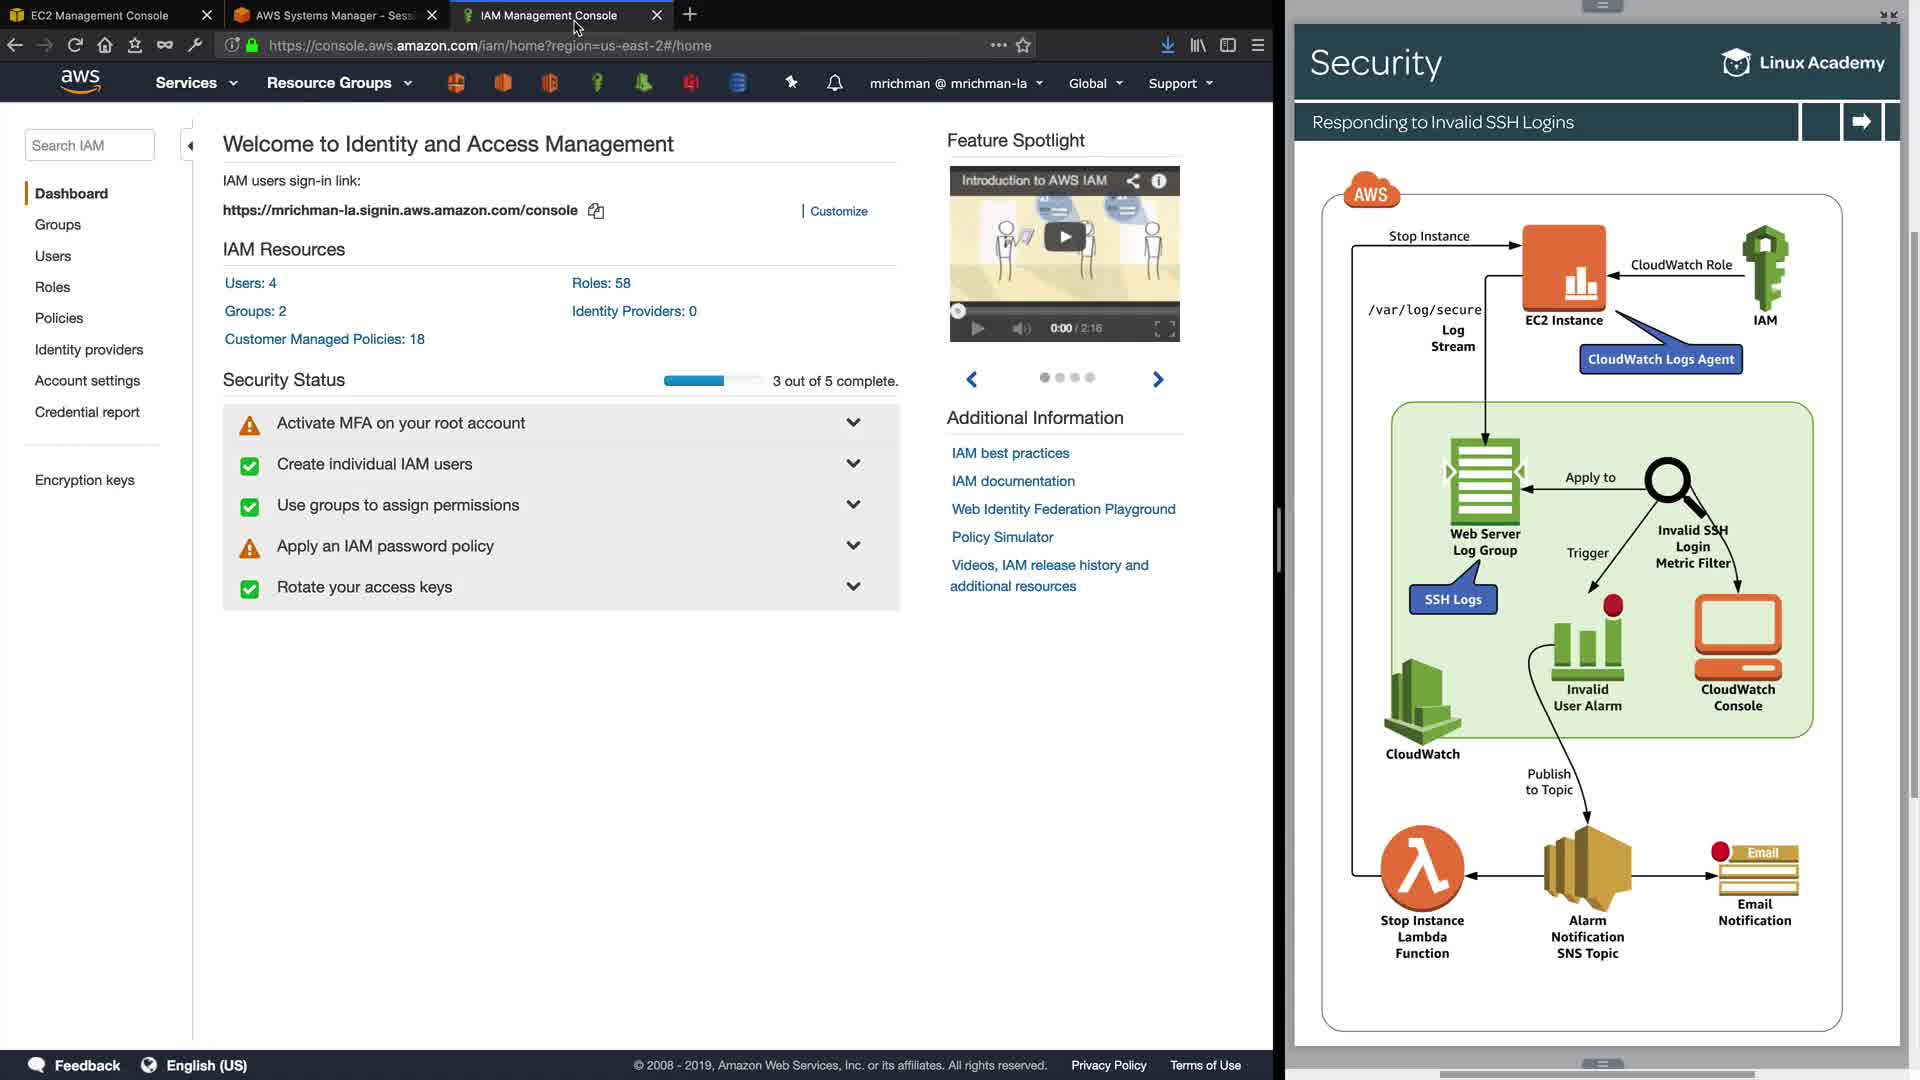 EC2 Management Console
AWS Systems Manager - Sess
IAM Management Console
https://console.aws.amazon.com/iam/home?region=us-east-2#/home
aws
Services
Resource Groups
mrichman @ mrichman-la
Global
Support
Search IAM
Dashboard
Groups
Users
Roles
Policies
Identity providers
Account settings
Credential report
Encryption keys
Welcome to Identity and Access Management
IAM users sign-in link:
https://mrichman-la.signin.aws.amazon.com/console
Customize
IAM Resources
Users: 4
Roles: 58
Groups: 2
Identity Providers: 0
Customer Managed Policies: 18
Security Status
3 out of 5 complete.
Activate MFA on your root account
Create individual IAM users
Use groups to assign permissions
Apply an IAM password policy
Rotate your access keys
Feature Spotlight
Introduction to AWS IAM
0:00 / 2:16
Additional Information
IAM best practices
IAM documentation
Web Identity Federation Playground
Policy Simulator
Videos, IAM release history and
additional resources
Feedback
English (US)
© 2008 - 2019, Amazon Web Services, Inc. or its affiliates. All rights reserved.
Privacy Policy
Terms of Use
Security
Linux Academy
Responding to Invalid SSH Logins
AWS
Stop Instance
CloudWatch Role
/var/log/secure
Log
Stream
EC2 Instance
IAM
CloudWatch Logs Agent
Apply to
Web Server
Log Group
Invalid SSH
Login
Metric Filter
Trigger
SSH Logs
Invalid
User Alarm
CloudWatch
Console
CloudWatch
Publish
to Topic
Email
Stop Instance
Lambda
Function
Alarm
Notification
SNS Topic
Email
Notification